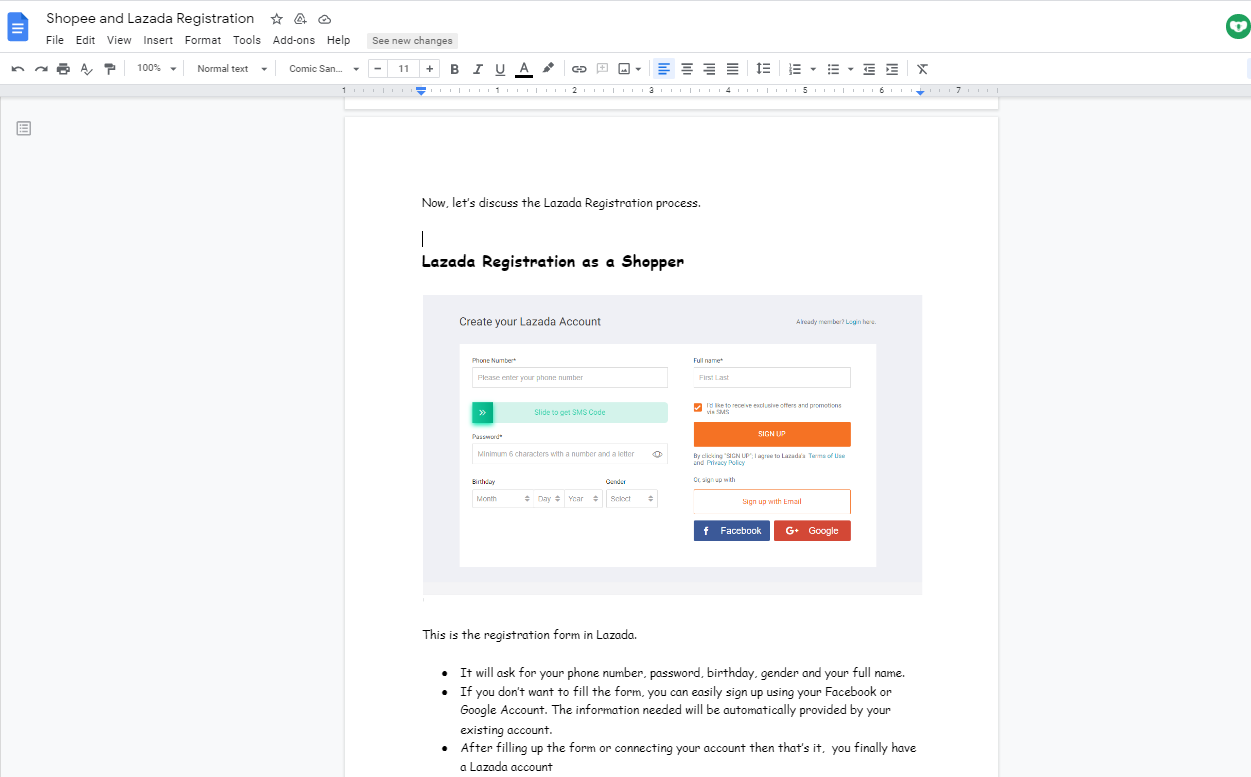 Shopee and Lazada Registration
File Edit View Insert Format Tools Add-ons Help See new changes
100% Normal text Comic San... − 11 + B I U A
1 1 2 3 4 5 6 7
Now, let's discuss the Lazada Registration process.
Lazada Registration as a Shopper
Create your Lazada Account
Already member? Login here.
Phone Number*
Please enter your phone number
Slide to get SMS Code
Password*
Minimum 6 characters with a number and a letter
Birthday Gender
Month Day Year Select
Full name*
First Last
I'd like to receive exclusive offers and promotions
via SMS
SIGN UP
By clicking "SIGN UP", I agree to Lazada's Terms of Use
and Privacy Policy
Or, sign up with
Sign up with Email
f Facebook G+ Google
This is the registration form in Lazada.
● It will ask for your phone number, password, birthday, gender and your full name.
● If you don't want to fill the form, you can easily sign up using your Facebook or
Google Account. The information needed will be automatically provided by your
existing account.
● After filling up the form or connecting your account then that's it, you finally have
a Lazada account